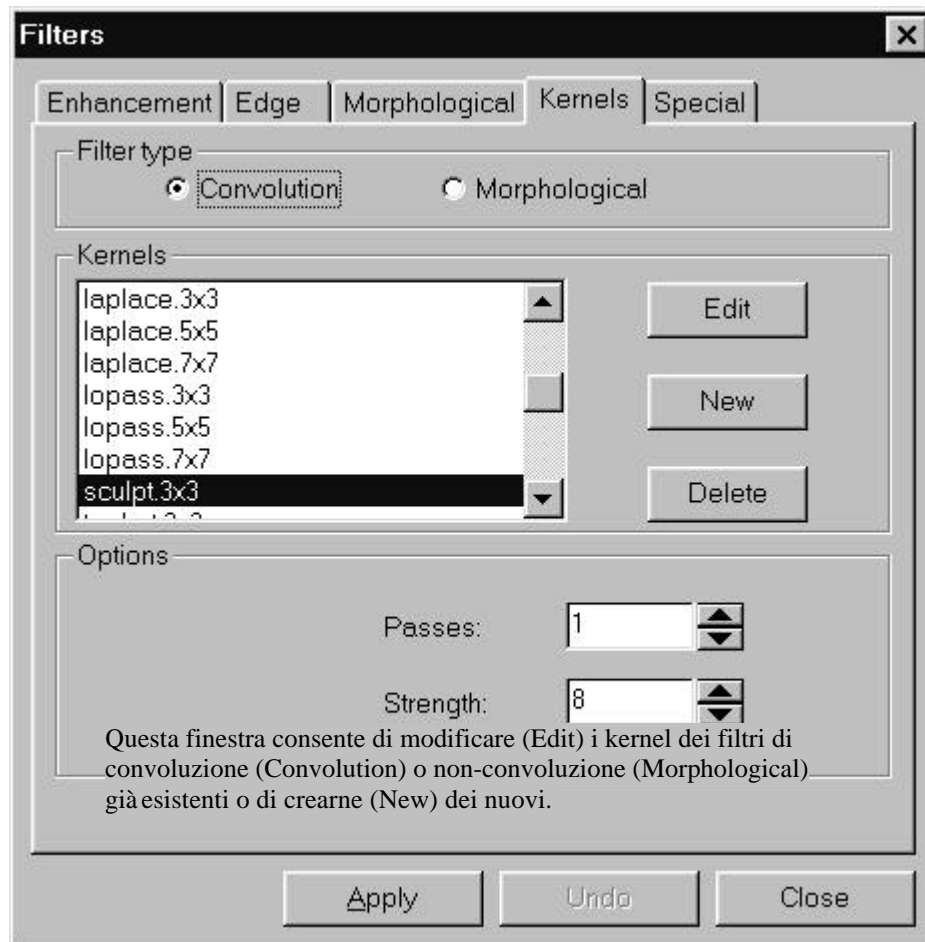 Filters
Enhancement Edge Morphological Kernels Special
Filter type
Convolution Morphological
Kernels
laplace.3x3
laplace.5x5
laplace.7x7
lopass.3x3
lopass.5x5
lopass.7x7
sculpt.3x3
Edit
New
Delete
Options
Passes: 1
Strength: 8
Questa finestra consente di modificare (Edit) i kernel dei filtri di
convoluzione (Convolution) o non-convoluzione (Morphological)
già esistenti o di crearne (New) dei nuovi.
Apply Undo Close